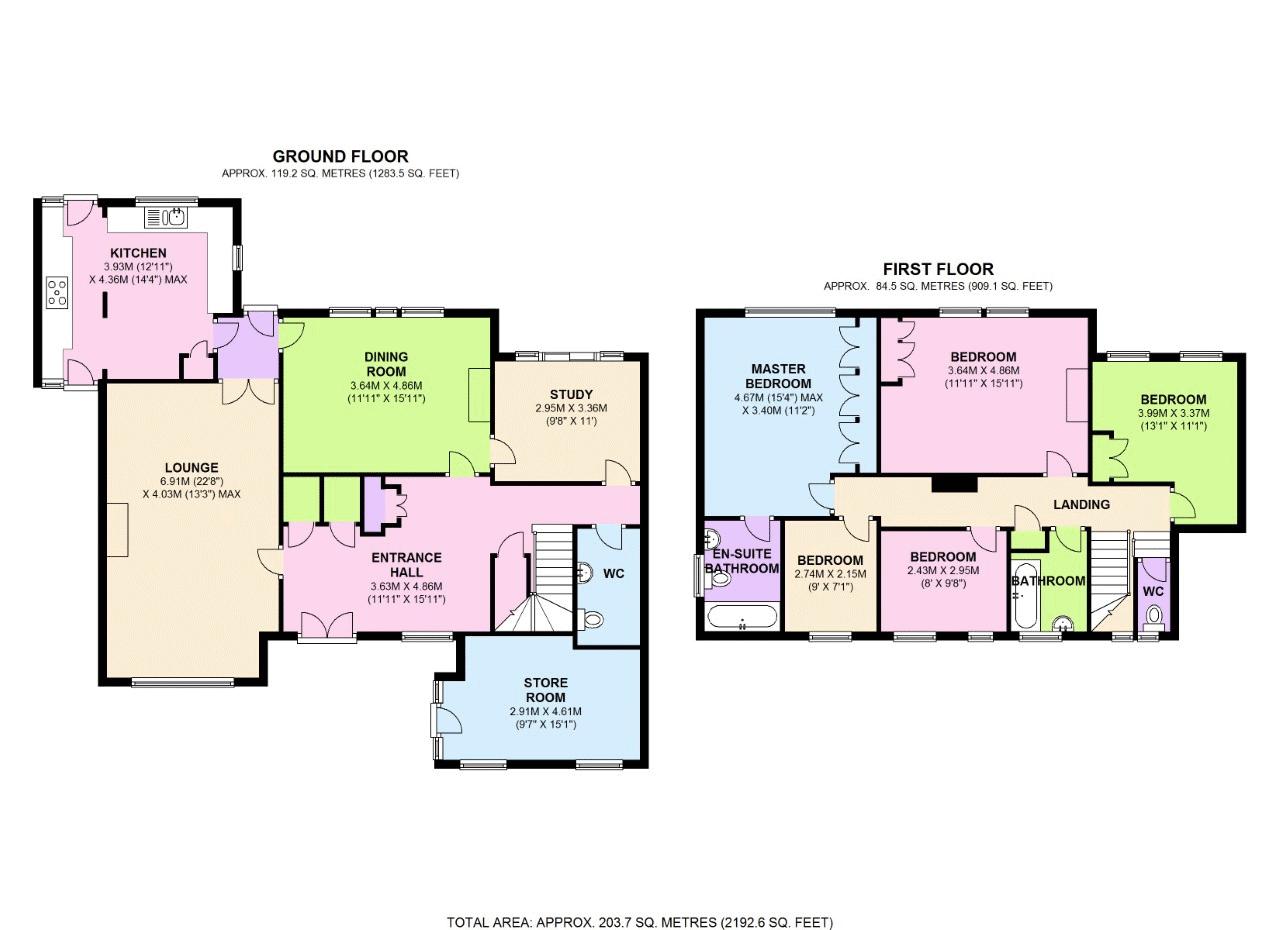 GROUND FLOOR
APPROX. 119.2 SQ. METRES (1283.5 SQ. FEET)
KITCHEN
3.93M (12'11")
X 4.36M (14'4") MAX
DINING
ROOM
3.64M X 4.86M
(11'11" X 15'11")
STUDY
2.95M X 3.36M
(9'8" X 11')
LOUNGE
6.91M (22'8")
X 4.03M (13'3") MAX
ENTRANCE
HALL
3.63M X 4.86M
(11'11" X 15'11")
WC
STORE
ROOM
2.91M X 4.61M
(9'7" X 15'1")
FIRST FLOOR
APPROX. 84.5 SQ. METRES (909.1 SQ. FEET)
MASTER
BEDROOM
4.67M (15'4") MAX
X 3.40M (11'2")
BEDROOM
3.64M X 4.86M
(11'11" X 15'11")
BEDROOM
3.99M X 3.37M
(13'1" X 11'1")
LANDING
EN-SUITE
BATHROOM
BEDROOM
2.74M X 2.15M
(9' X 7'1")
BEDROOM
2.43M X 2.95M
(8' X 9'8")
BATHROOM
WC
TOTAL AREA: APPROX. 203.7 SQ. METRES (2192.6 SQ. FEET)